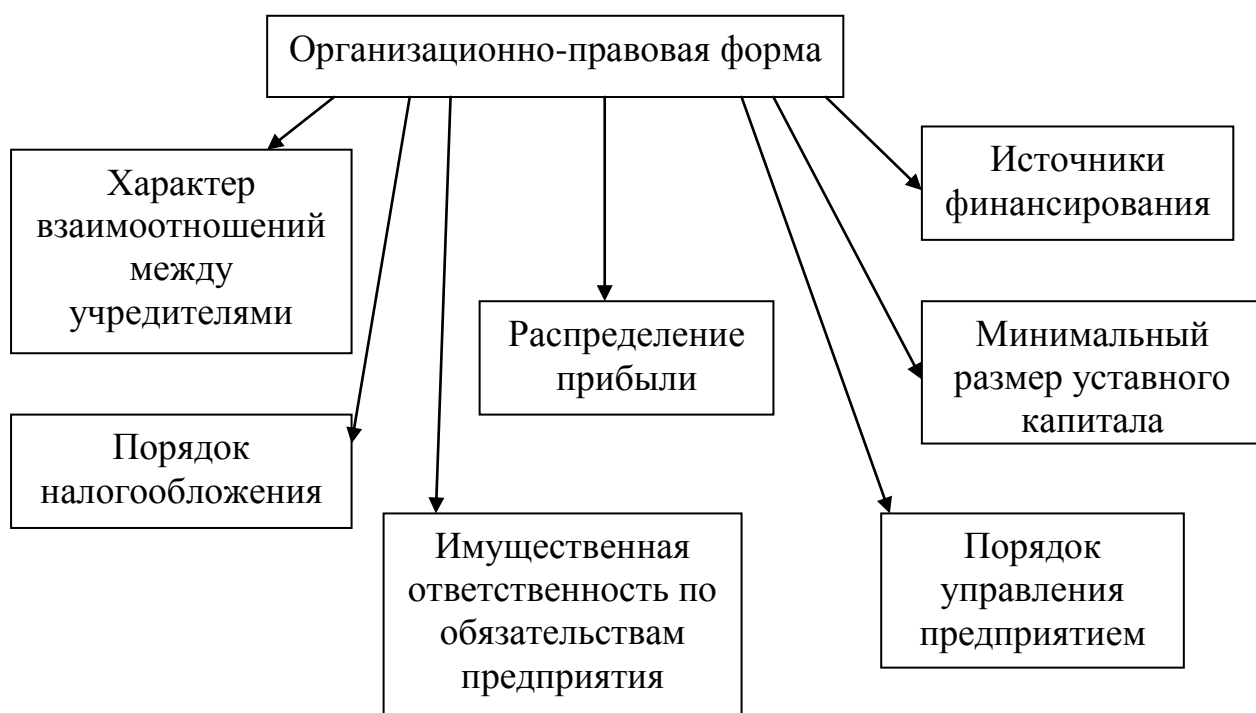 Организационно-правовая форма
Характер
взаимоотношений
между
учредителями
Источники
финансирования
Распределение
прибыли
Минимальный
размер уставного
капитала
Порядок
налогообложения
Имущественная
ответственность по
обязательствам
предприятия
Порядок
управления
предприятием